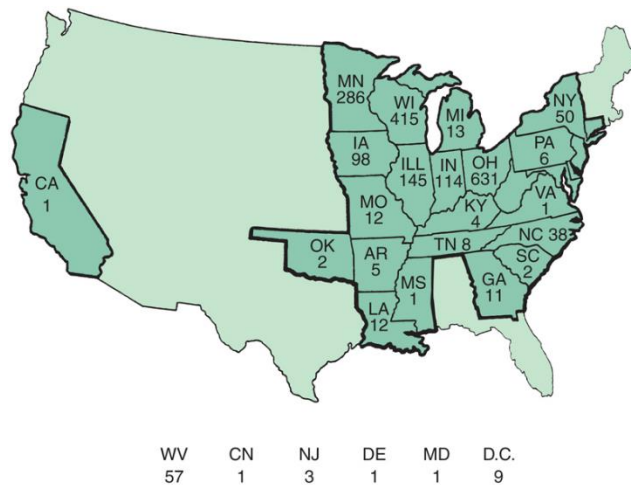 MN
286
WI
415
MI
13
NY
50
IA
98
ILL
145
IN
114
OH
631
PA
6
CA
1
MO
12
KY
4
VA
1
OK
2
AR
5
TN 8
NC 38
SC
2
MS
1
GA
11
LA
12
WV CN NJ DE MD D.C.
57 1 3 1 1 9